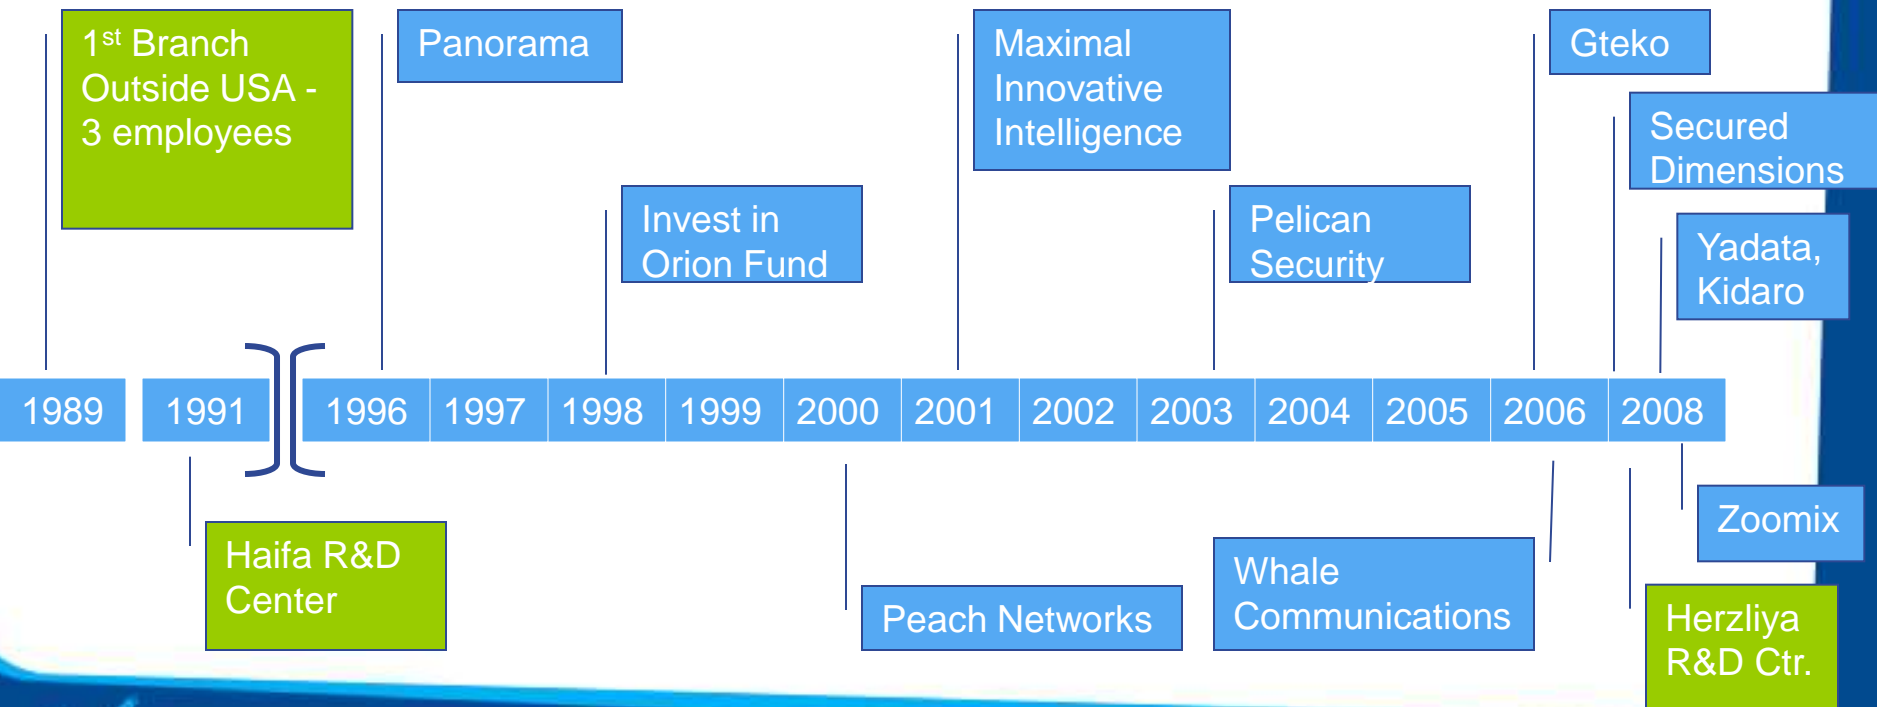 1st Branch
Outside USA -
3 employees
Panorama
Maximal
Innovative
Intelligence
Gteko
Secured
Dimensions
Invest in
Orion Fund
Pelican
Security
Yadata,
Kidaro
1989 1991 1996 1997 1998 1999 2000 2001 2002 2003 2004 2005 2006 2008
Haifa R&D
Center
Peach Networks
Whale
Communications
Zoomix
Herzliya
R&D Ctr.